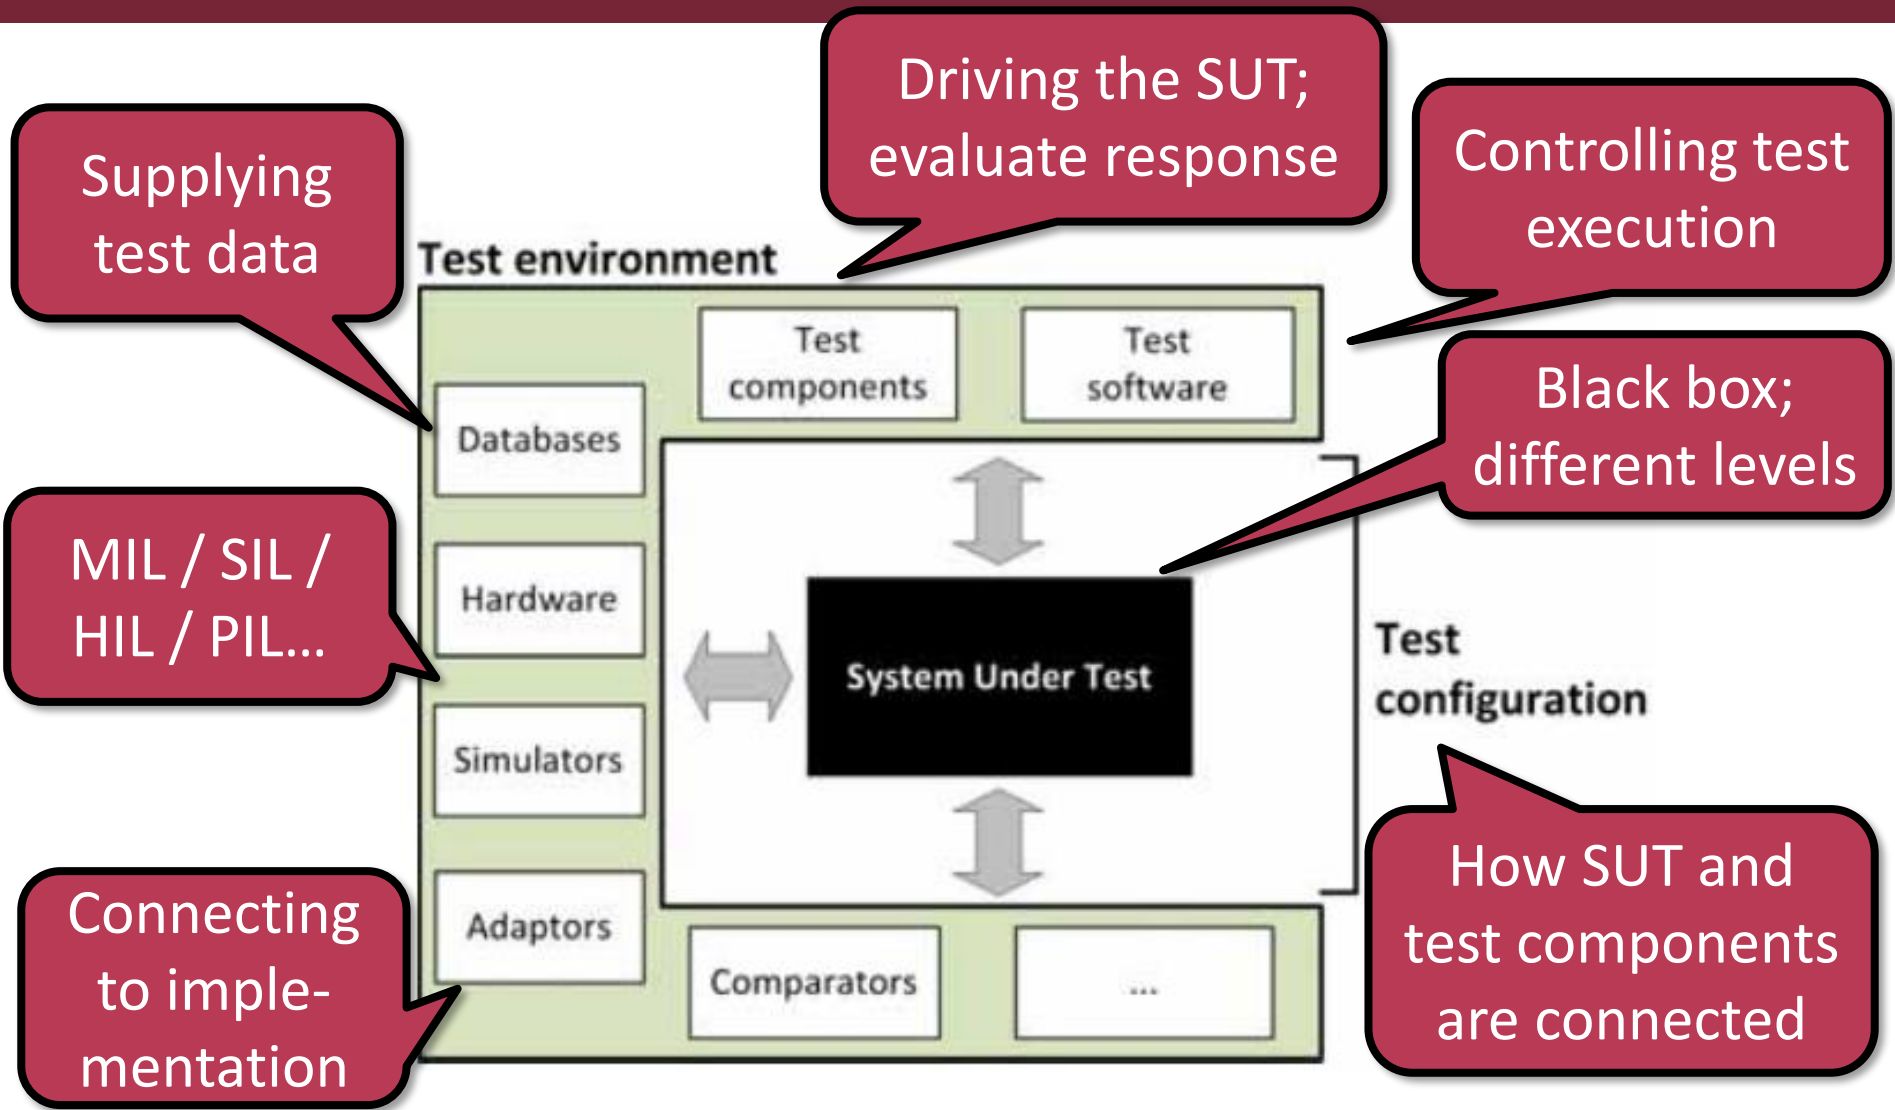 Driving the SUT;
evaluate response
Supplying
test data
Controlling test
execution
Test environment
Test
components
Test
software
Black box;
different levels
Databases
MIL / SIL /
HIL / PIL...
Hardware
System Under Test
Test
configuration
Simulators
Connecting
to imple-
mentation
Adaptors
Comparators
...
How SUT and
test components
are connected